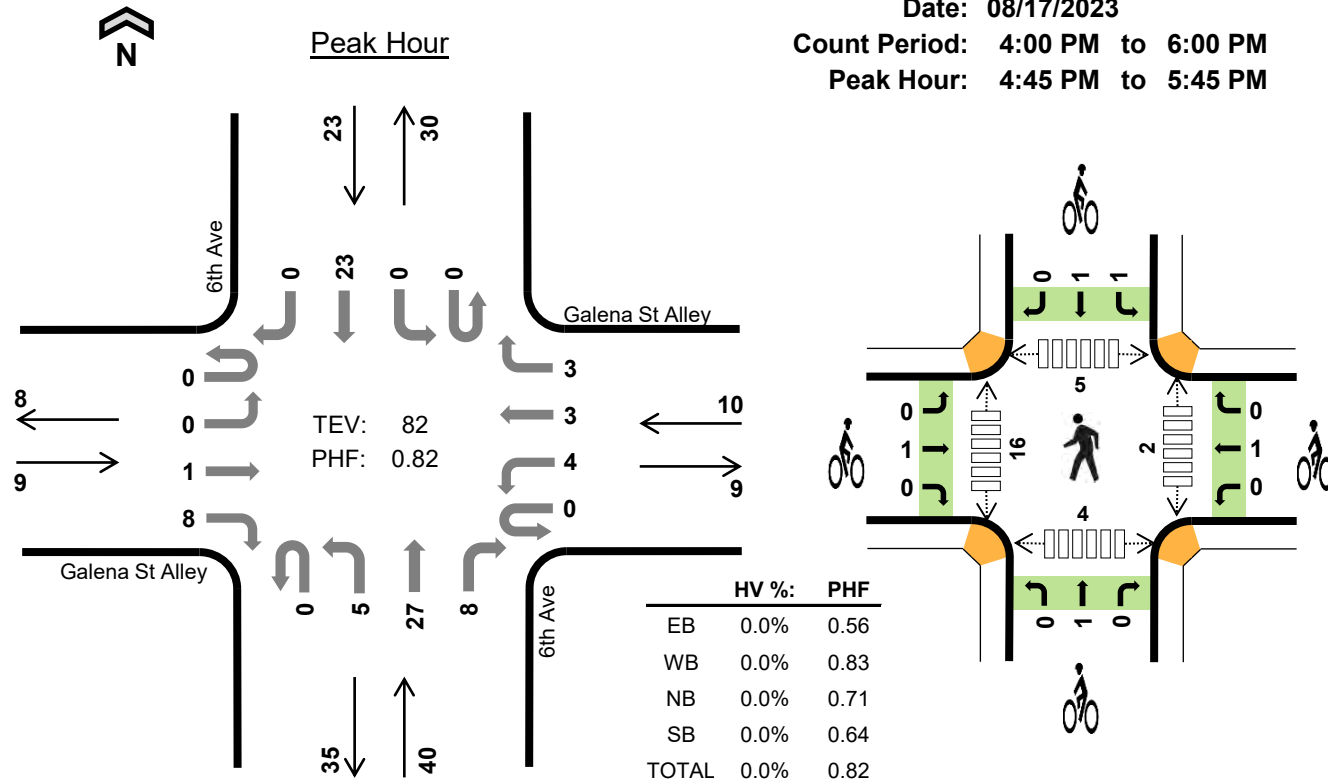 Date: 08/17/2023
Count Period: 4:00 PM to 6:00 PM
Peak Hour: 4:45 PM to 5:45 PM
N
Peak Hour
23
30
6th Ave
0 23 0 0
Galena St Alley
0
0
1
8
8
9
TEV: 82
PHF: 0.82
3
3
4
0
10
9
Galena St Alley
0 5 27 8
6th Ave
35
40
HV %: PHF
EB 0.0% 0.56
WB 0.0% 0.83
NB 0.0% 0.71
SB 0.0% 0.64
TOTAL 0.0% 0.82
0 1 1
5
0
1
0
16
2
0
1
0
4
0 1 0